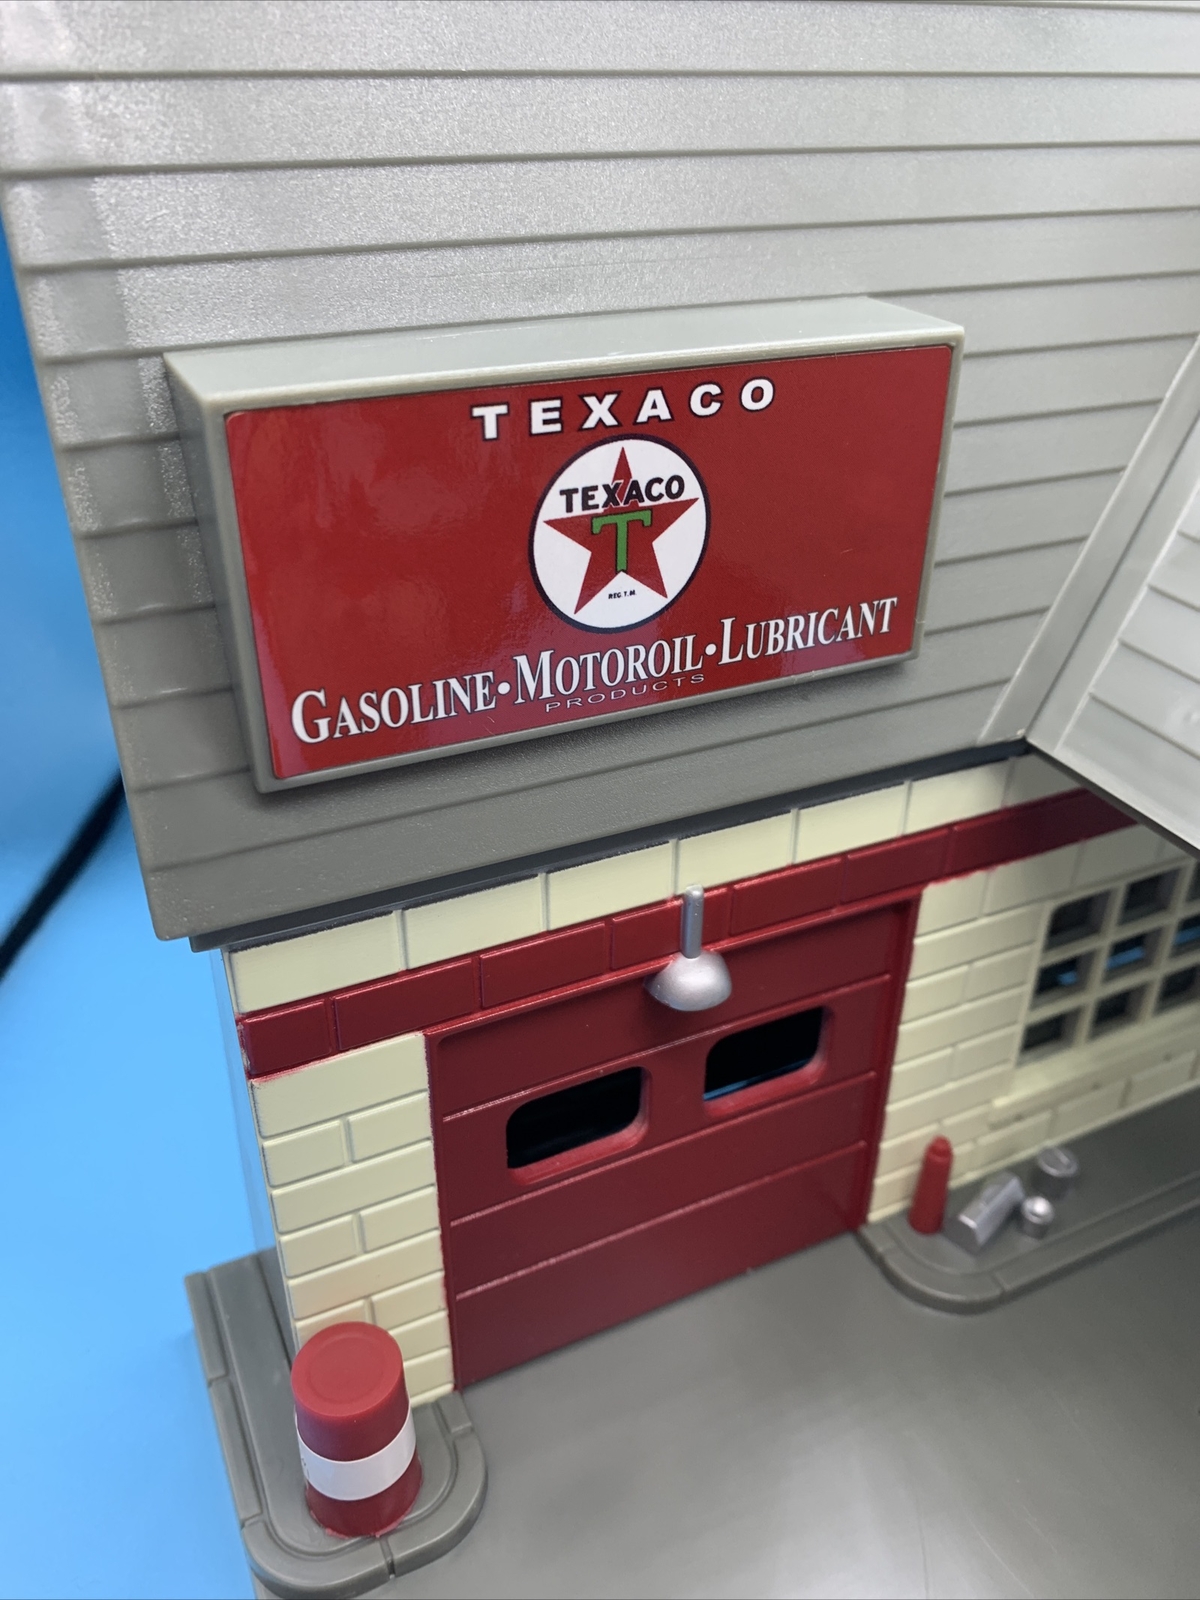 TEXACO
TEXACO
T
REG. T.M.
GASOLINE•MOTOROIL•LUBRICANT
PRODUCTS